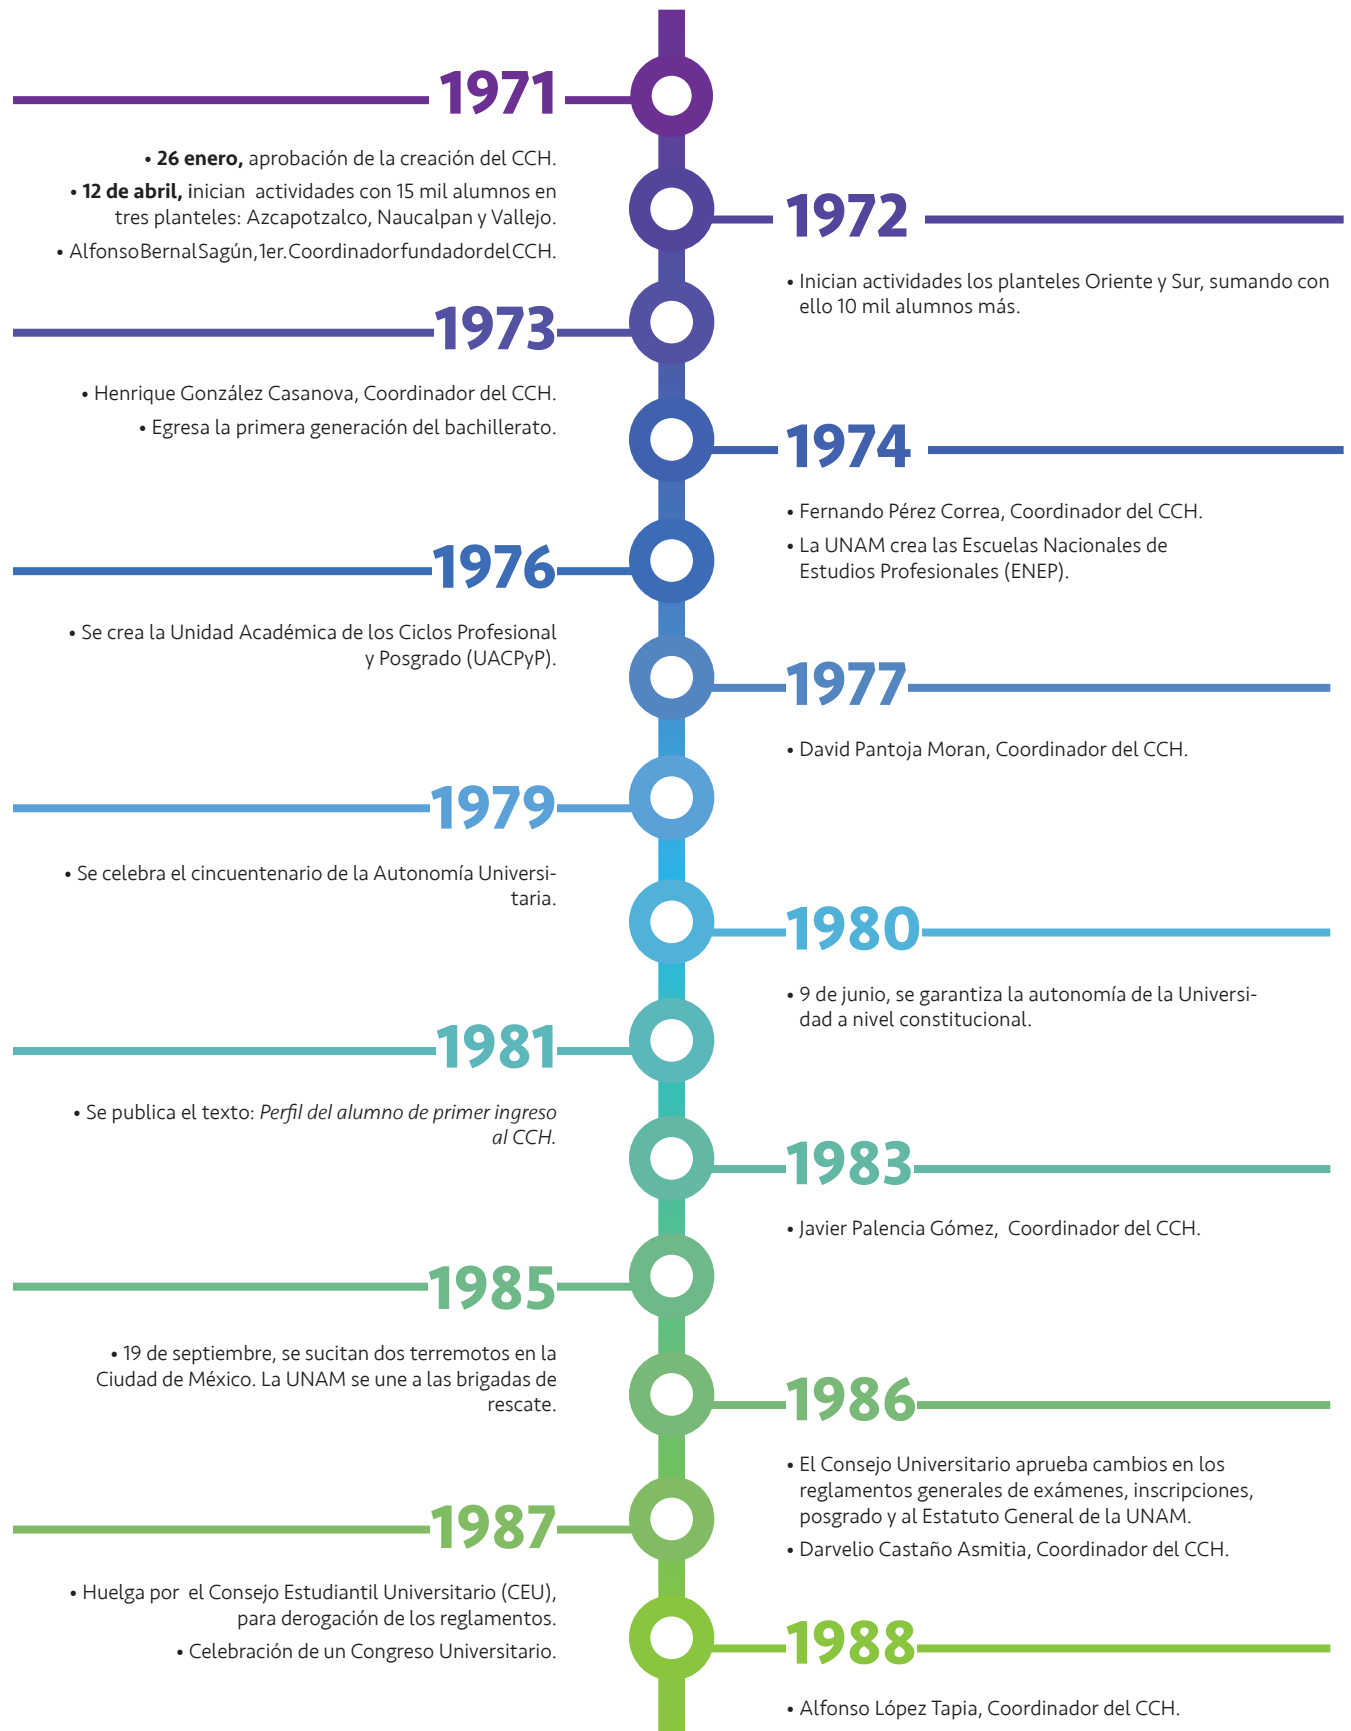 1971
• 26 enero, aprobación de la creación del CCH.
• 12 de abril, inician actividades con 15 mil alumnos en
tres planteles: Azcapotzalco, Naucalpan y Vallejo.
• Alfonso Bernal Sagún, 1er. Coordinador fundador del CCH.
1972
• Inician actividades los planteles Oriente y Sur, sumando con
ello 10 mil alumnos más.
1973
• Henrique González Casanova, Coordinador del CCH.
• Egresa la primera generación del bachillerato.
1974
• Fernando Pérez Correa, Coordinador del CCH.
• La UNAM crea las Escuelas Nacionales de
Estudios Profesionales (ENEP).
1976
• Se crea la Unidad Académica de los Ciclos Profesional
y Posgrado (UACPyP).
1977
• David Pantoja Moran, Coordinador del CCH.
1979
• Se celebra el cincuentenario de la Autonomía Universi-
taria.
1980
• 9 de junio, se garantiza la autonomía de la Universi-
dad a nivel constitucional.
1981
• Se publica el texto: Perfil del alumno de primer ingreso
al CCH.
1983
• Javier Palencia Gómez, Coordinador del CCH.
1985
• 19 de septiembre, se sucitan dos terremotos en la
Ciudad de México. La UNAM se une a las brigadas de
rescate.
1986
• El Consejo Universitario aprueba cambios en los
reglamentos generales de exámenes, inscripciones,
posgrado y al Estatuto General de la UNAM.
• Darvelio Castaño Asmitia, Coordinador del CCH.
1987
• Huelga por el Consejo Estudiantil Universitario (CEU),
para derogación de los reglamentos.
• Celebración de un Congreso Universitario.
1988
• Alfonso López Tapia, Coordinador del CCH.